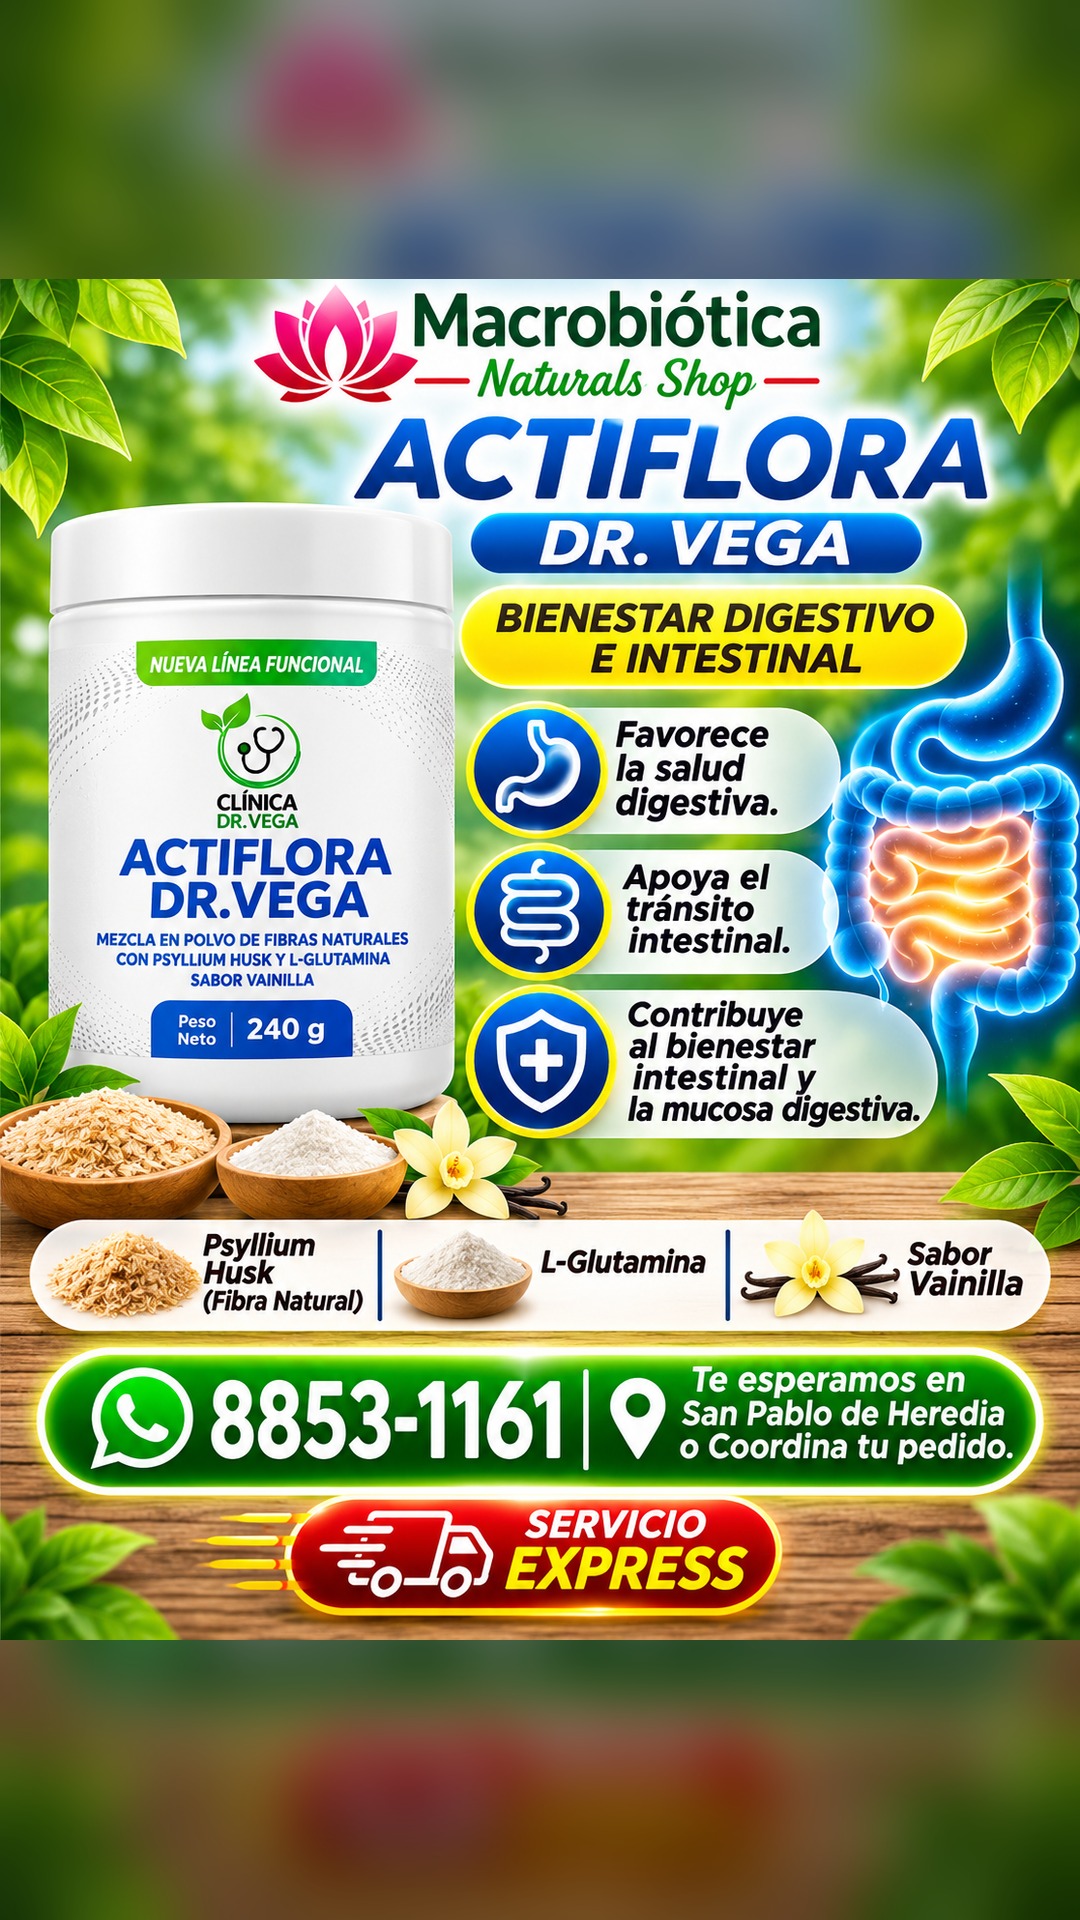 Macrobiótica
Naturals Shop
ACTIFLORA
DR. VEGA
BIENESTAR DIGESTIVO
E INTESTINAL
NUEVA LÍNEA FUNCIONAL
CLÍNICA
DR.VEGA
ACTIFLORA
DR.VEGA
MEZCLA EN POLVO DE FIBRAS NATURALES
CON PSYLLIUM HUSK Y L-GLUTAMINA
SABOR VAINILLA
Peso
Neto
240 g
Favorece
la salud
digestiva.
Apoya el
tránsito
intestinal.
Contribuye
al bienestar
intestinal y
la mucosa digestiva.
Psyllium
Husk
(Fibra Natural)
L-Glutamina
Sabor
Vainilla
8853-1161
Te esperamos en
San Pablo de Heredia
o Coordina tu pedido.
SERVICIO
EXPRESS